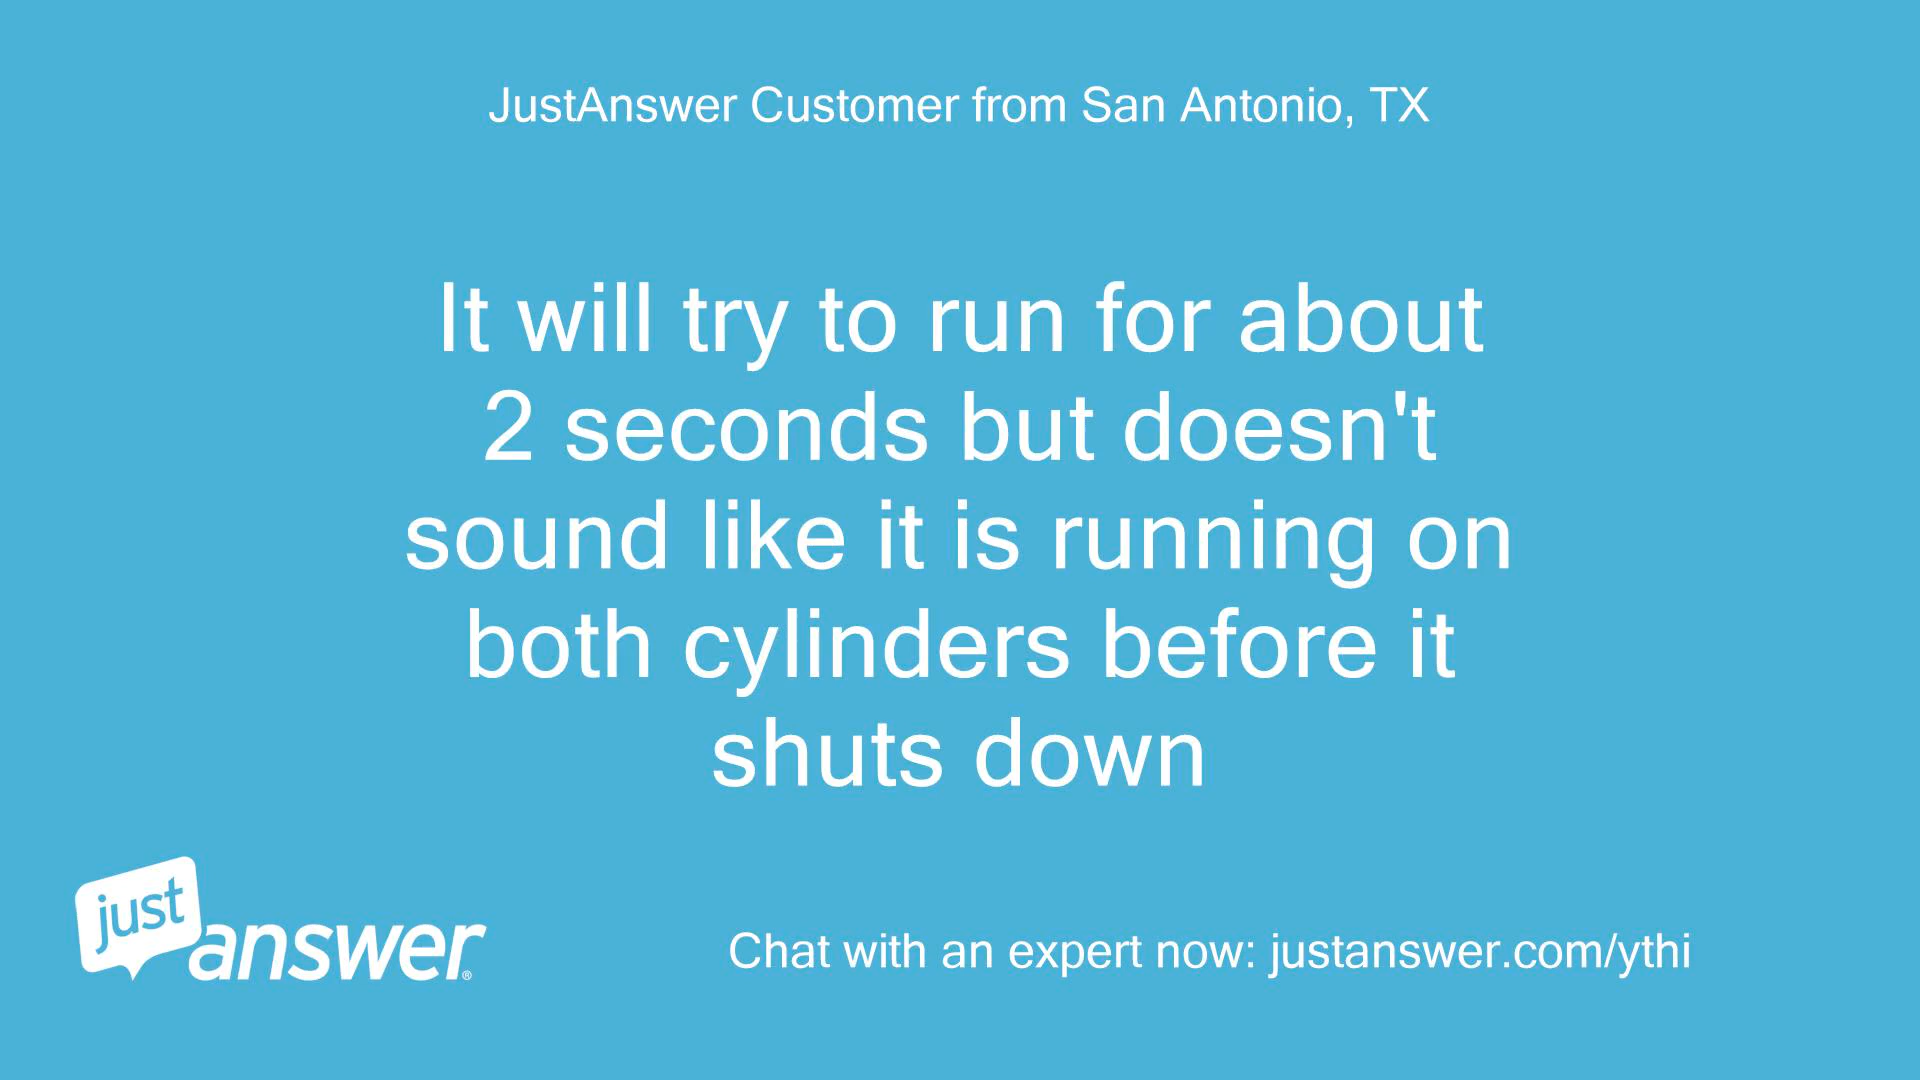 JustAnswer Customer from San Antonio, TX
It will try to run for about
2 seconds but doesn't
sound like it is running on
both cylinders before it
shuts down
just
answer®
Chat with an expert now: justanswer.com/ythi